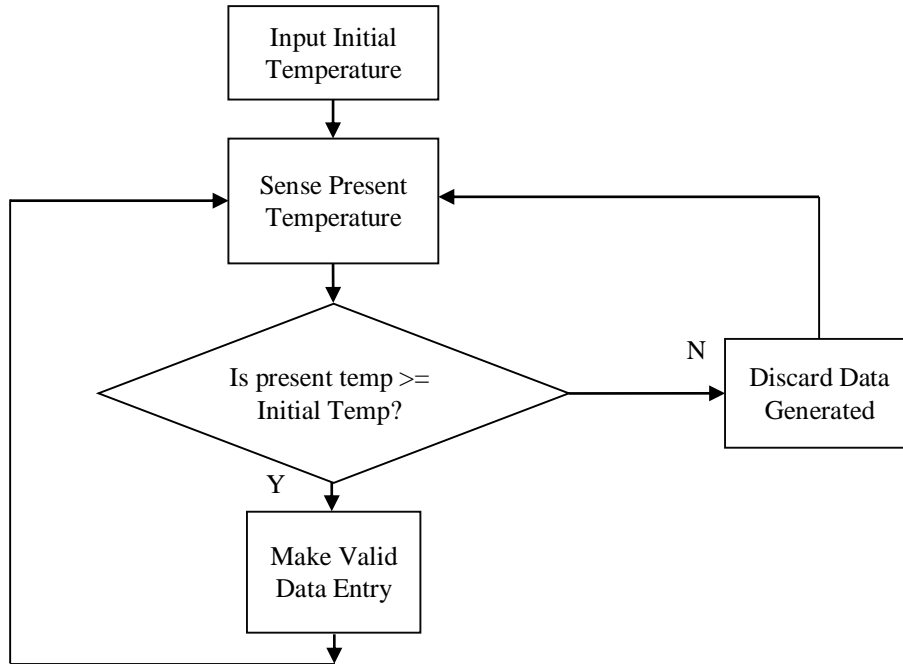 Input Initial
Temperature
Sense Present
Temperature
Is present temp >=
Initial Temp?
N
Discard Data
Generated
Y
Make Valid
Data Entry